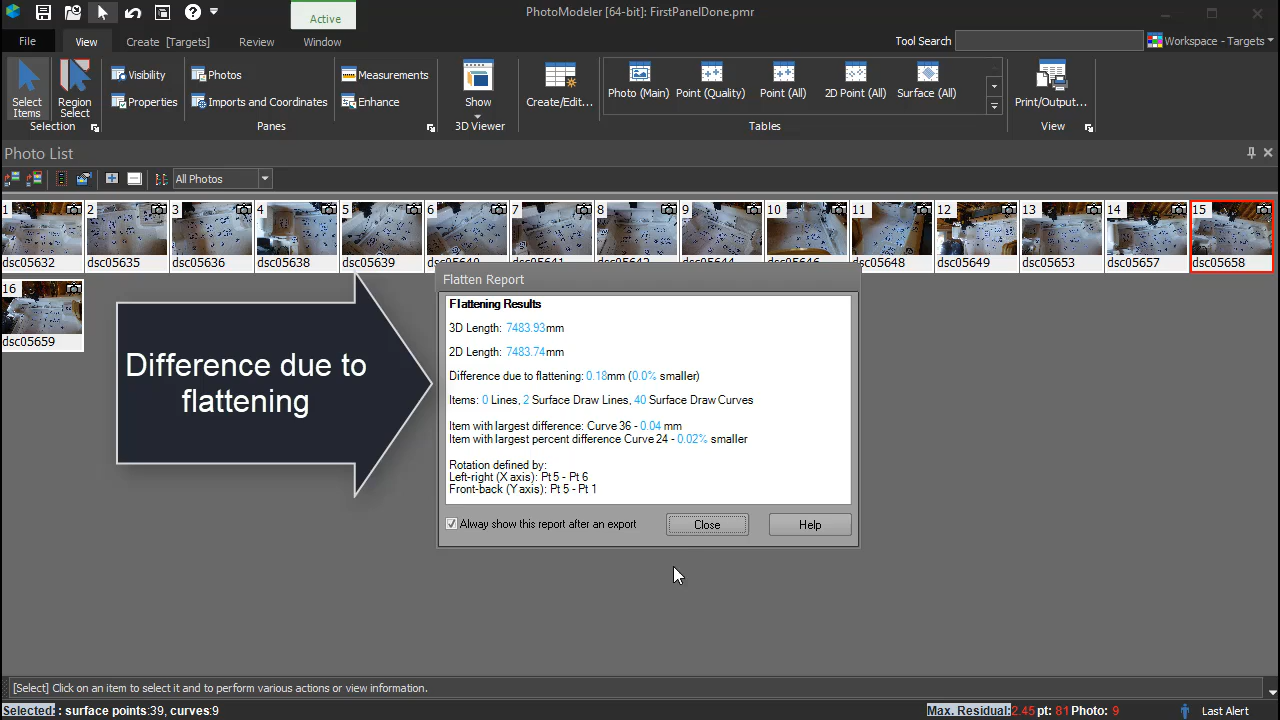 PhotoModeler [64-bit]: FirstPanelDone.pmr
Active
File
View
Create [Targets]
Review
Window
Tool Search
Workspace - Targets
Select Items
Region Select
Selection
Visibility
Properties
Photos
Imports and Coordinates
Panes
Measurements
Enhance
Show
3D Viewer
Create/Edit...
Photo (Main)
Point (Quality)
Point (All)
2D Point (All)
Surface (All)
Tables
Print/Output...
View
Photo List
All Photos
1 2 3 4 5 6 7 8 9 10 11 12 13 14 15
dsc05632 dsc05635 dsc05636 dsc05638 dsc05639 dsc05640 dsc05641 dsc05642 dsc05644 dsc05646 dsc05648 dsc05649 dsc05653 dsc05657 dsc05658
16
dsc05659
Difference due to
flattening
Flatten Report
Flattening Results
3D Length: 7483.93mm
2D Length: 7483.74mm
Difference due to flattening: 0.18mm (0.0% smaller)
Items: 0 Lines, 2 Surface Draw Lines, 40 Surface Draw Curves
Item with largest difference: Curve 36 - 0.04 mm
Item with largest percent difference Curve 24 - 0.02% smaller
Rotation defined by:
Left-right (X axis): Pt 5 - Pt 6
Front-back (Y axis): Pt 5 - Pt 1
Alway show this report after an export
Close
Help
[Select] Click on an item to select it and to perform various actions or view information.
Selected: : surface points:39, curves:9
Max. Residual: 2.45 pt: 81 Photo: 9
Last Alert